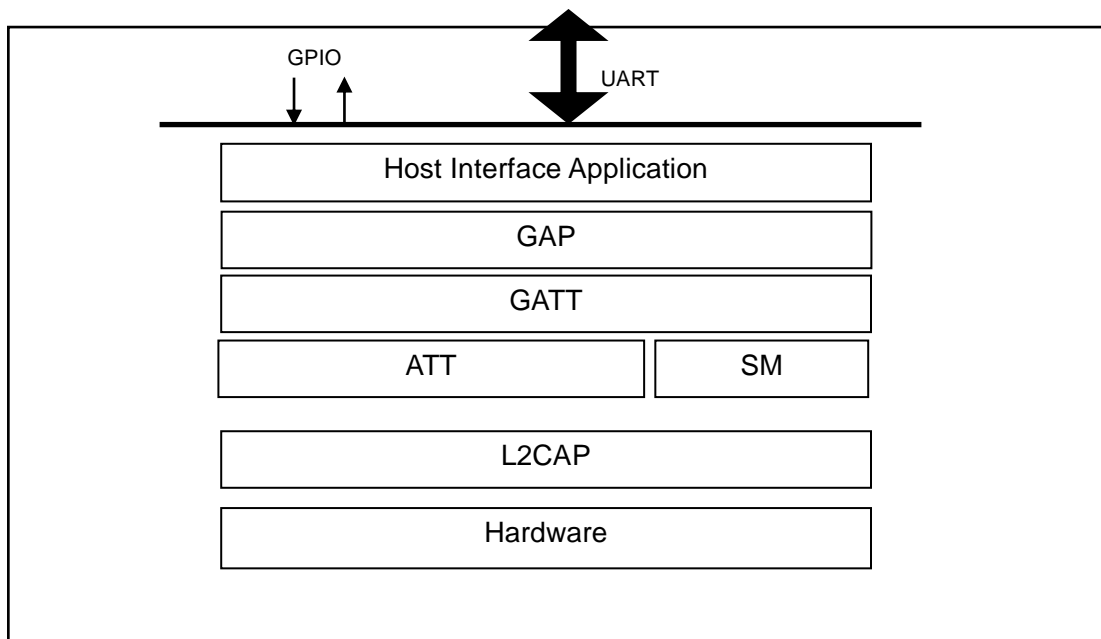 GPIO
UART
Host Interface Application
GAP
GATT
ATT
SM
L2CAP
Hardware